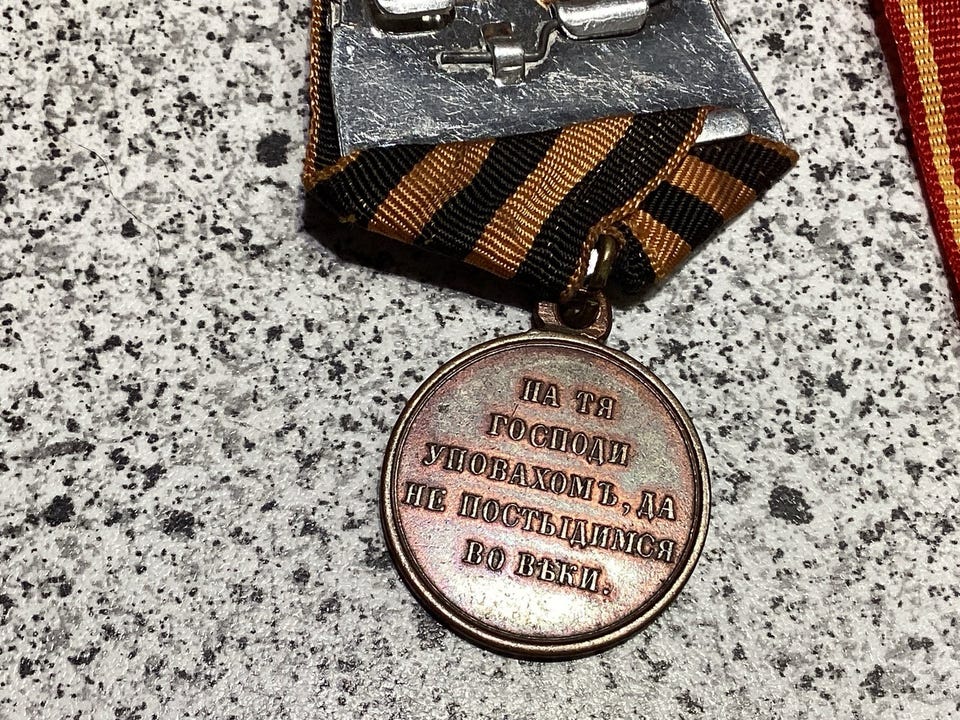 НА ТЯ
ГОСПОДИ
УПОВАХОМЪ, ДА
НЕ ПОСТЫДИМСЯ
ВО ВѢКИ.